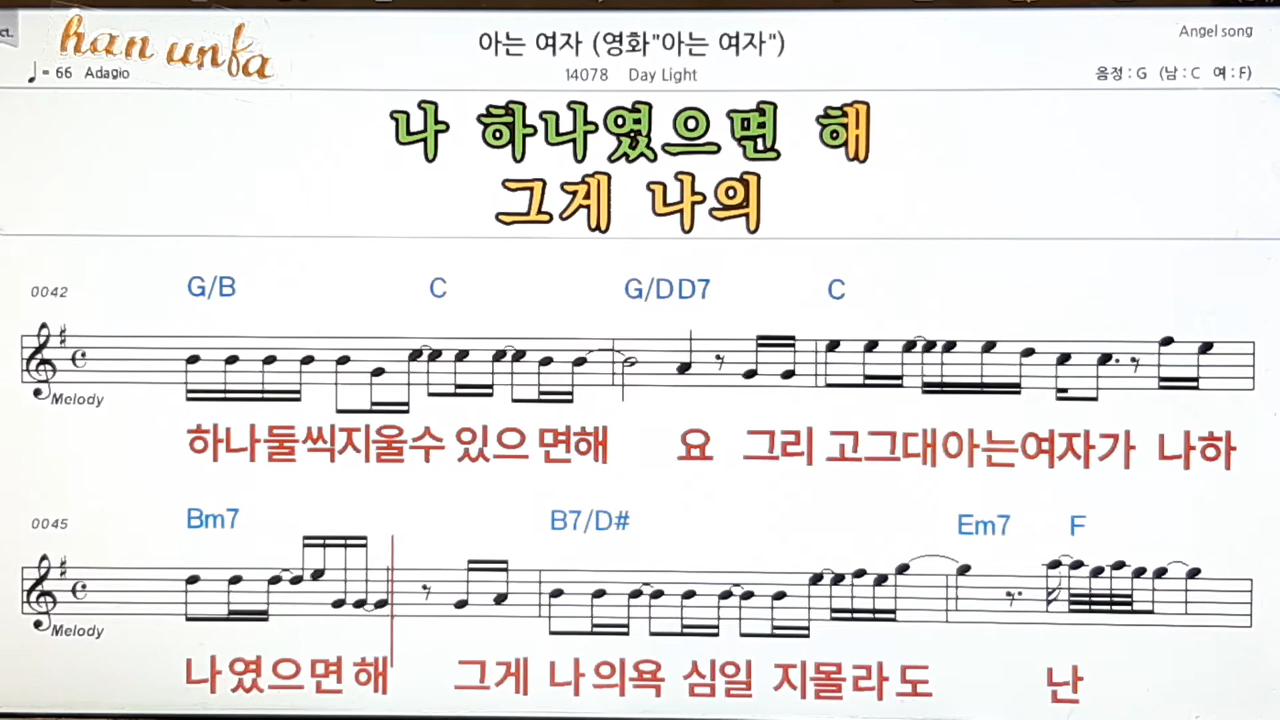 ct.
han unfa
♩= 66 Adagio
아는 여자 (영화"아는 여자")
14078 Day Light
Angel song
음정 : G (남 : C 여 : F)
나 하나였으면 해
그게 나의
0042
G/B C G/D D7 C
Melody
하나둘씩지울수 있으 면해 요 그리 고그대아는여자가 나하
0045
Bm7 B7/D# Em7 F
Melody
나였으면해 그게 나의욕 심일 지몰라도 난